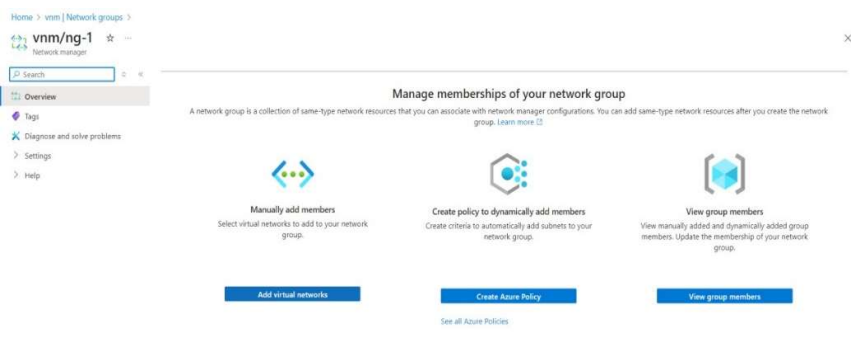 Home > vnm | Network groups >
vnm/ng-1
Network manager
Search
Overview
Tags
Diagnose and solve problems
Settings
Help
Manage memberships of your network group
A network group is a collection of same-type network resources that you can associate with network manager configurations. You can add same-type network resources after you create the network
group. Learn more
Manually add members
Select virtual networks to add to your network
group.
Add virtual networks
Create policy to dynamically add members
Create criteria to automatically add subnets to your
network group.
Create Azure Policy
See all Azure Policies
View group members
View manually added and dynamically added group
members. Update the membership of your network
group.
View group members